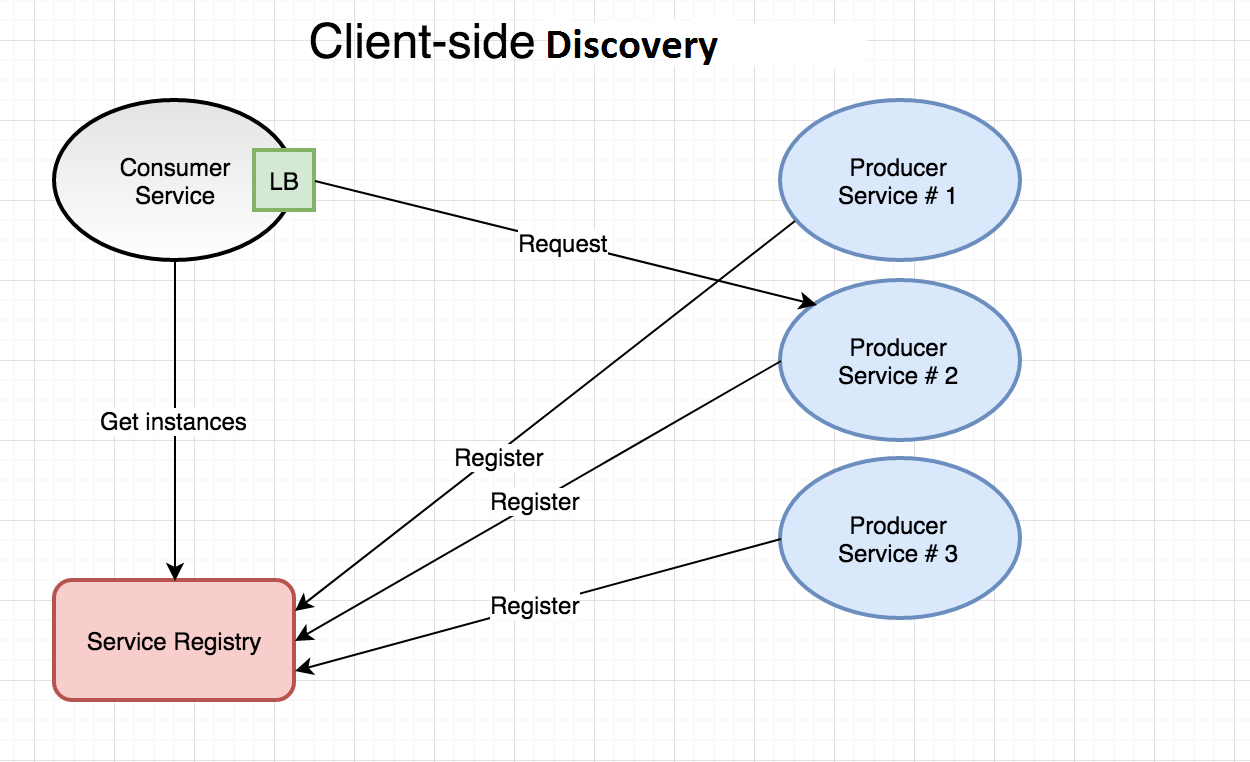 Client-side Discovery
Consumer
Service
LB
Producer
Service # 1
Request
Producer
Service # 2
Get instances
Register
Register
Producer
Service # 3
Register
Service Registry